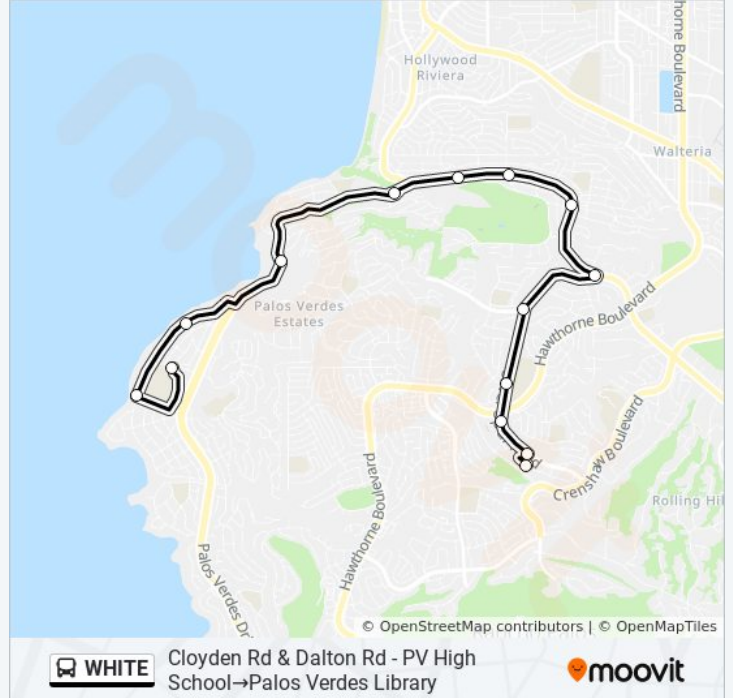 Hollywood
Riviera
horne Boulevard
Walteria
Palos Verdes
Estates
Hawthorne Boulevard
Hawthorne Boulevard
Crenshaw Boulevard
Rolling Hil
Palos Verdes Dr
© OpenStreetMap contributors | © OpenMapTiles
WHITE
Cloyden Rd & Dalton Rd - PV High
School→Palos Verdes Library
moovit